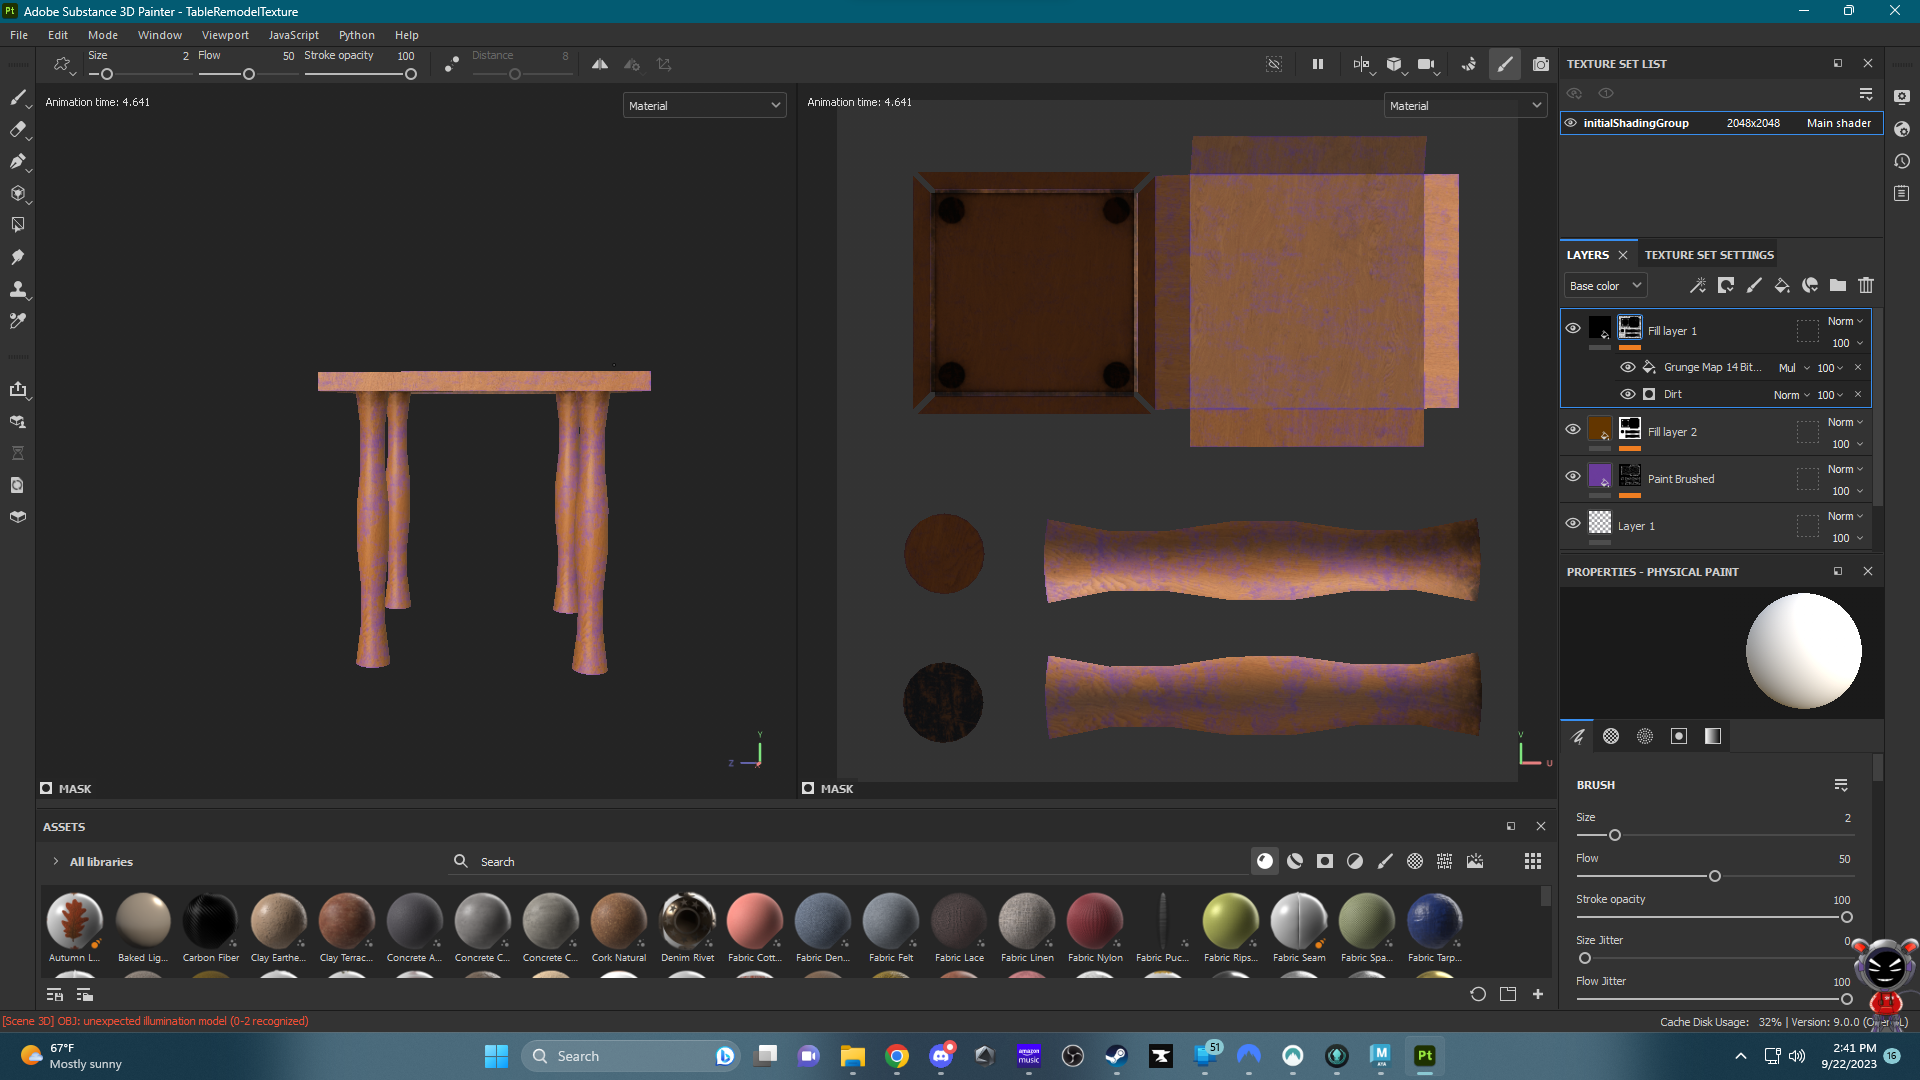 Pt Adobe Substance 3D Painter - TableRemodelTexture
File Edit Mode Window Viewport JavaScript Python Help
Size 2 Flow 50 Stroke opacity 100 Distance 8
Animation time: 4.641
Material
Animation time: 4.641
Material
Y
Z
X
V
U
MASK
MASK
TEXTURE SET LIST
initialShadingGroup 2048x2048 Main shader
LAYERS TEXTURE SET SETTINGS
Base color
Fill layer 1 Norm 100
Grunge Map 14 Bit... Mul 100
Dirt Norm 100
Fill layer 2 Norm 100
Paint Brushed Norm 100
Layer 1 Norm 100
PROPERTIES - PHYSICAL PAINT
BRUSH
Size 2
Flow 50
Stroke opacity 100
Size Jitter 0
Flow Jitter 100
ASSETS
All libraries
Search
Autumn L... Baked Lig... Carbon Fiber Clay Earthe... Clay Terrac... Concrete A... Concrete C... Concrete C... Cork Natural Denim Rivet Fabric Cott... Fabric Den... Fabric Felt Fabric Lace Fabric Linen Fabric Nylon Fabric Puc... Fabric Rips... Fabric Seam Fabric Spa... Fabric Tarp...
[Scene 3D] OBJ: unexpected illumination model (0-2 recognized)
Cache Disk Usage: 32% | Version: 9.0.0
67°F
Mostly sunny
Search
amazon music
51
M
Pt
2:41 PM
9/22/2023
16